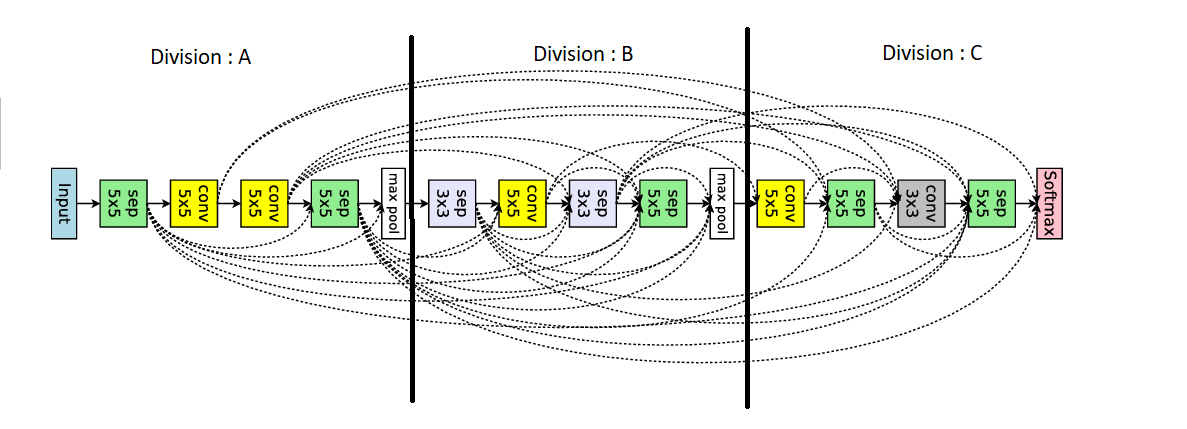 Division : A
Division : B
Division : C
Input
sep
5x5
conv
5x5
conv
5x5
sep
5x5
max pool
sep
3x3
conv
5x5
sep
3x3
sep
5x5
max pool
conv
5x5
sep
5x5
conv
3x3
sep
5x5
Softmax